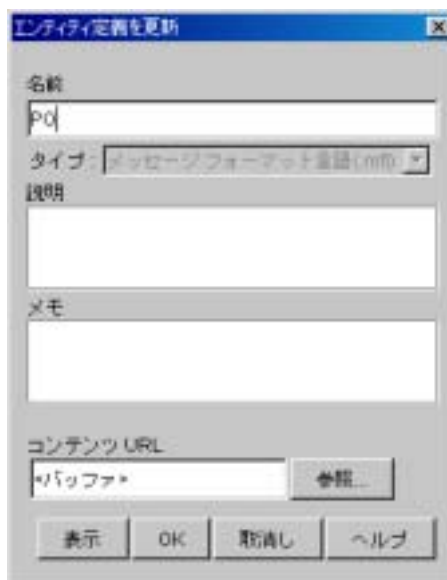 エンティティ定義を更新
名前
PO
タイプ: メッセージフォーマット言語(.mfl)
説明
メモ
コンテンツ URL
<バッファ>
参照...
表示 OK 取消し ヘルプ